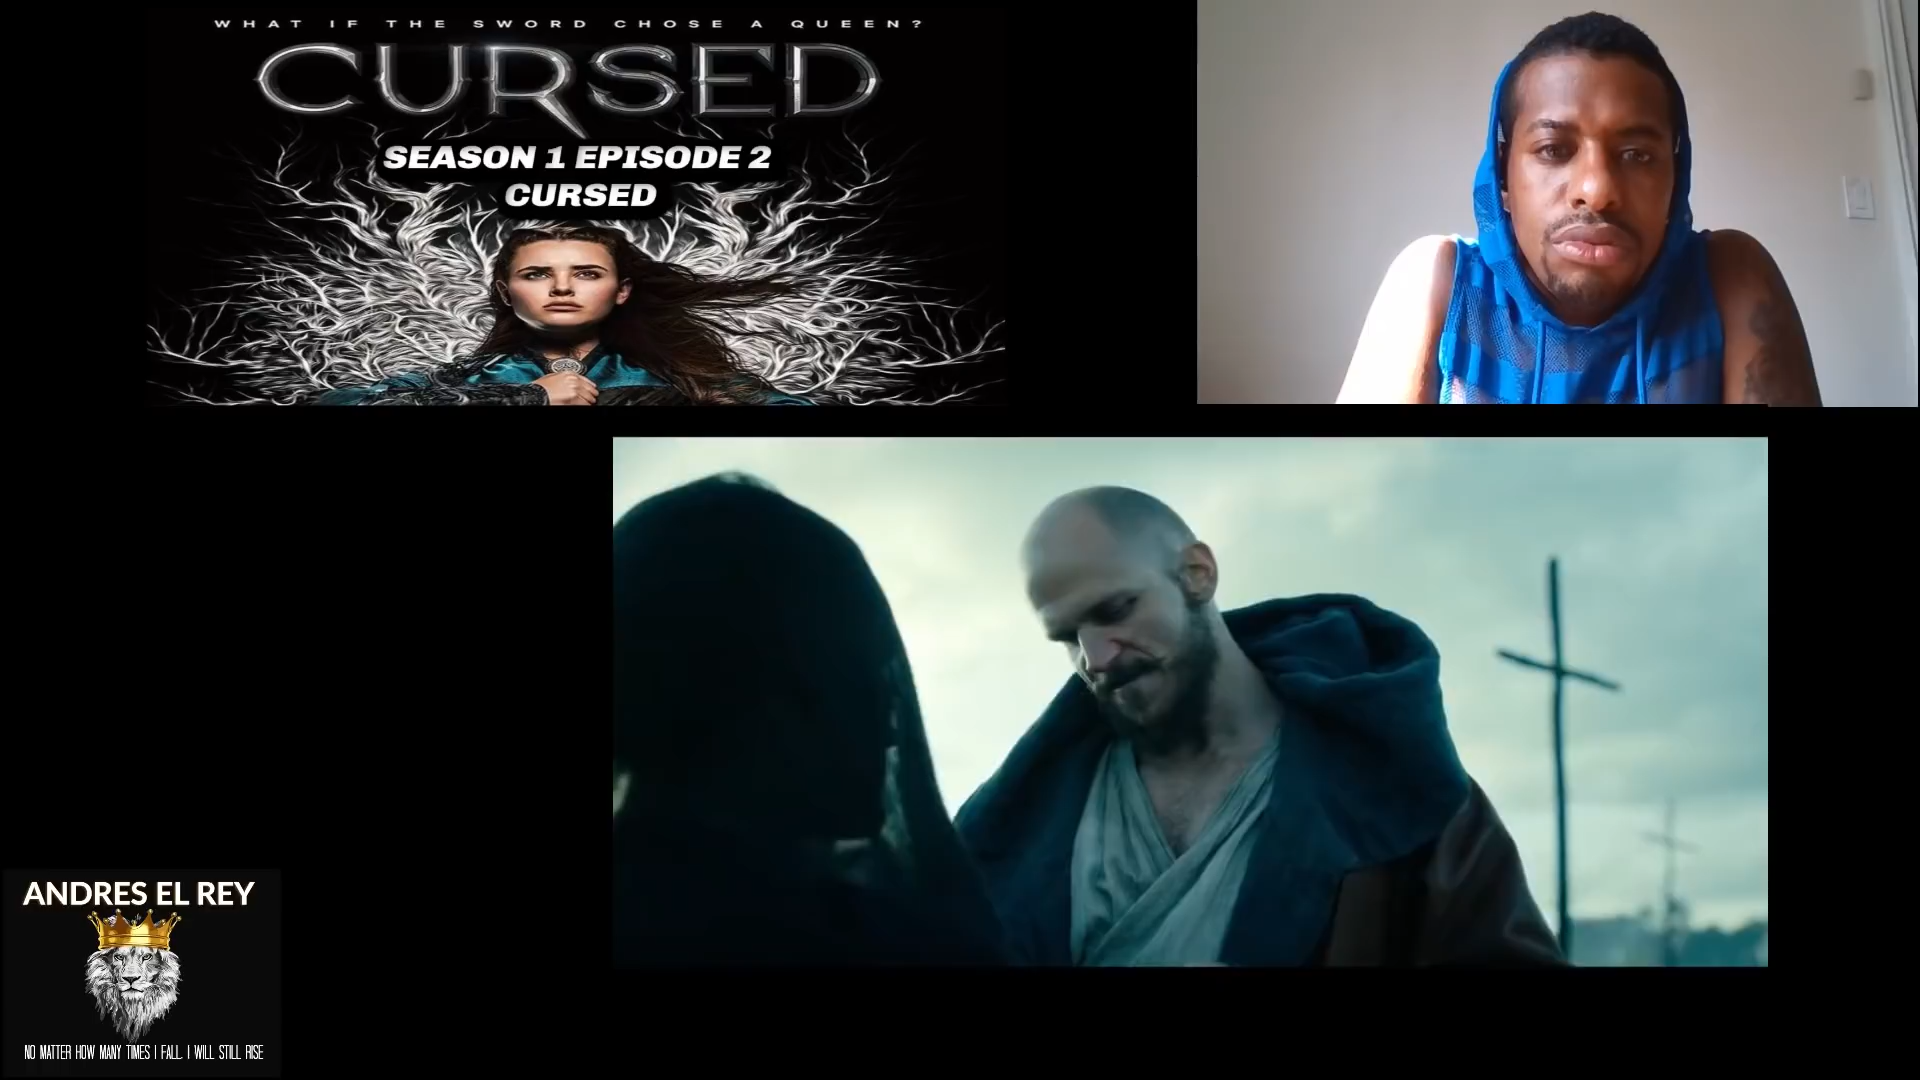 WHAT IF THE SWORD CHOSE A QUEEN?
CURSED
SEASON 1 EPISODE 2
CURSED
ANDRES EL REY
NO MATTER HOW MANY TIMES I FALL. I WILL STILL RISE